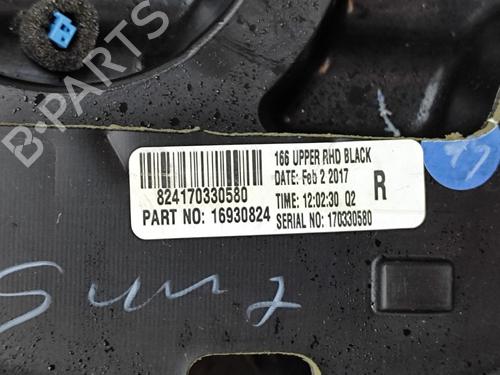 B-PARTS
166 UPPER RHD BLACK
DATE: Feb 2 2017
R
824170330580
TIME: 12:02:30 Q2
PART NO: 16930824
SERIAL NO: 170330580